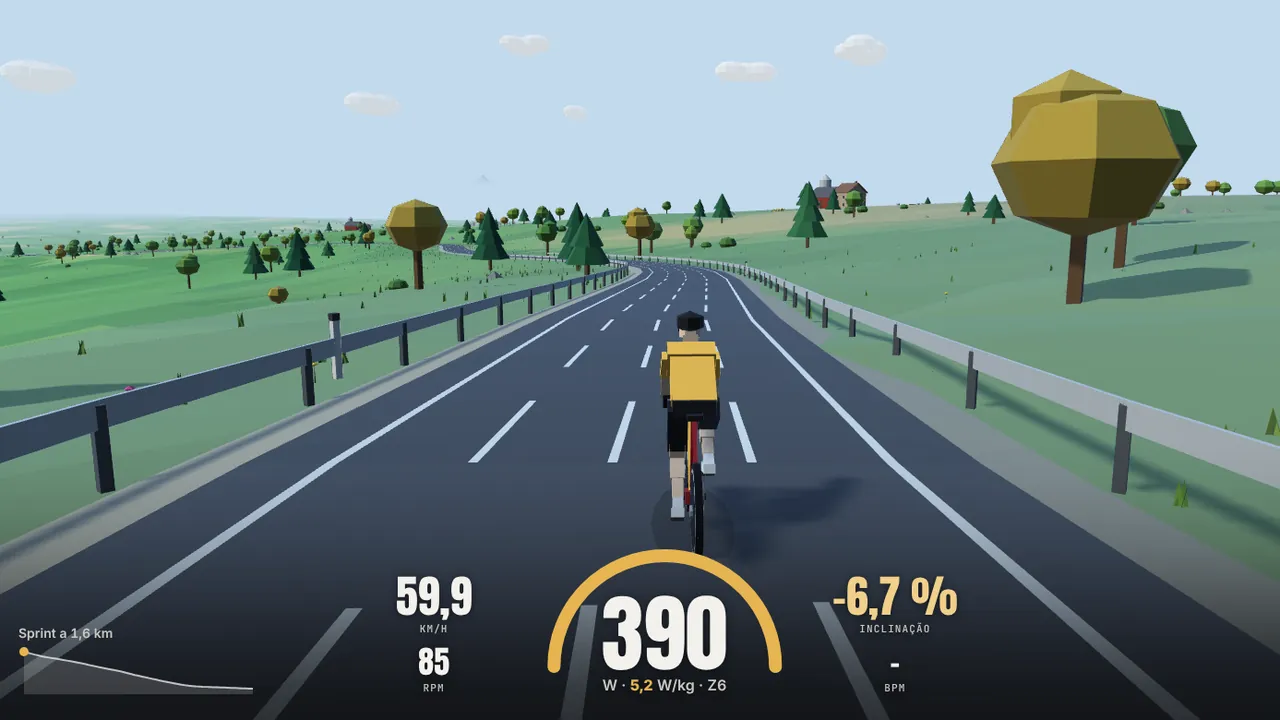 59,9
KM/H
85
RPM
390
W · 5,2 W/kg · Z6
-6,7 %
INCLINAÇÃO
-
BPM
Sprint a 1,6 km